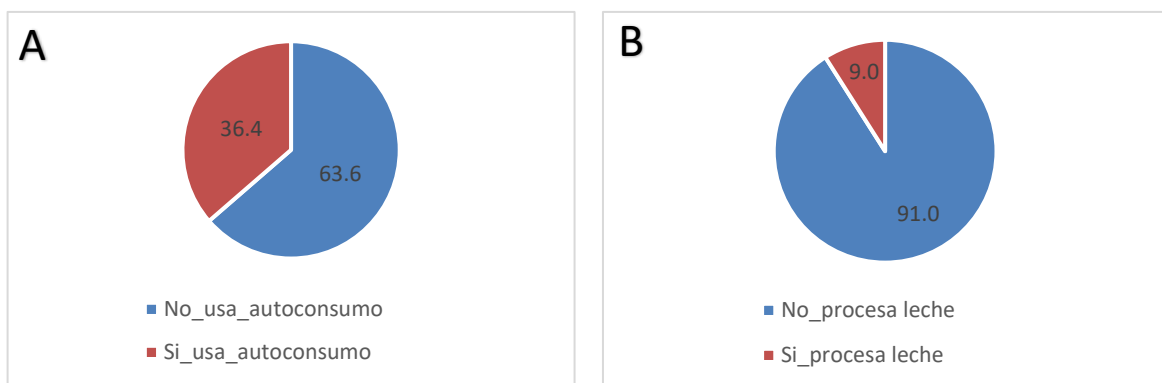 A
36.4
63.6
No_usa_autoconsumo
Si_usa_autoconsumo
B
9.0
91.0
No_procesa leche
Si_procesa leche